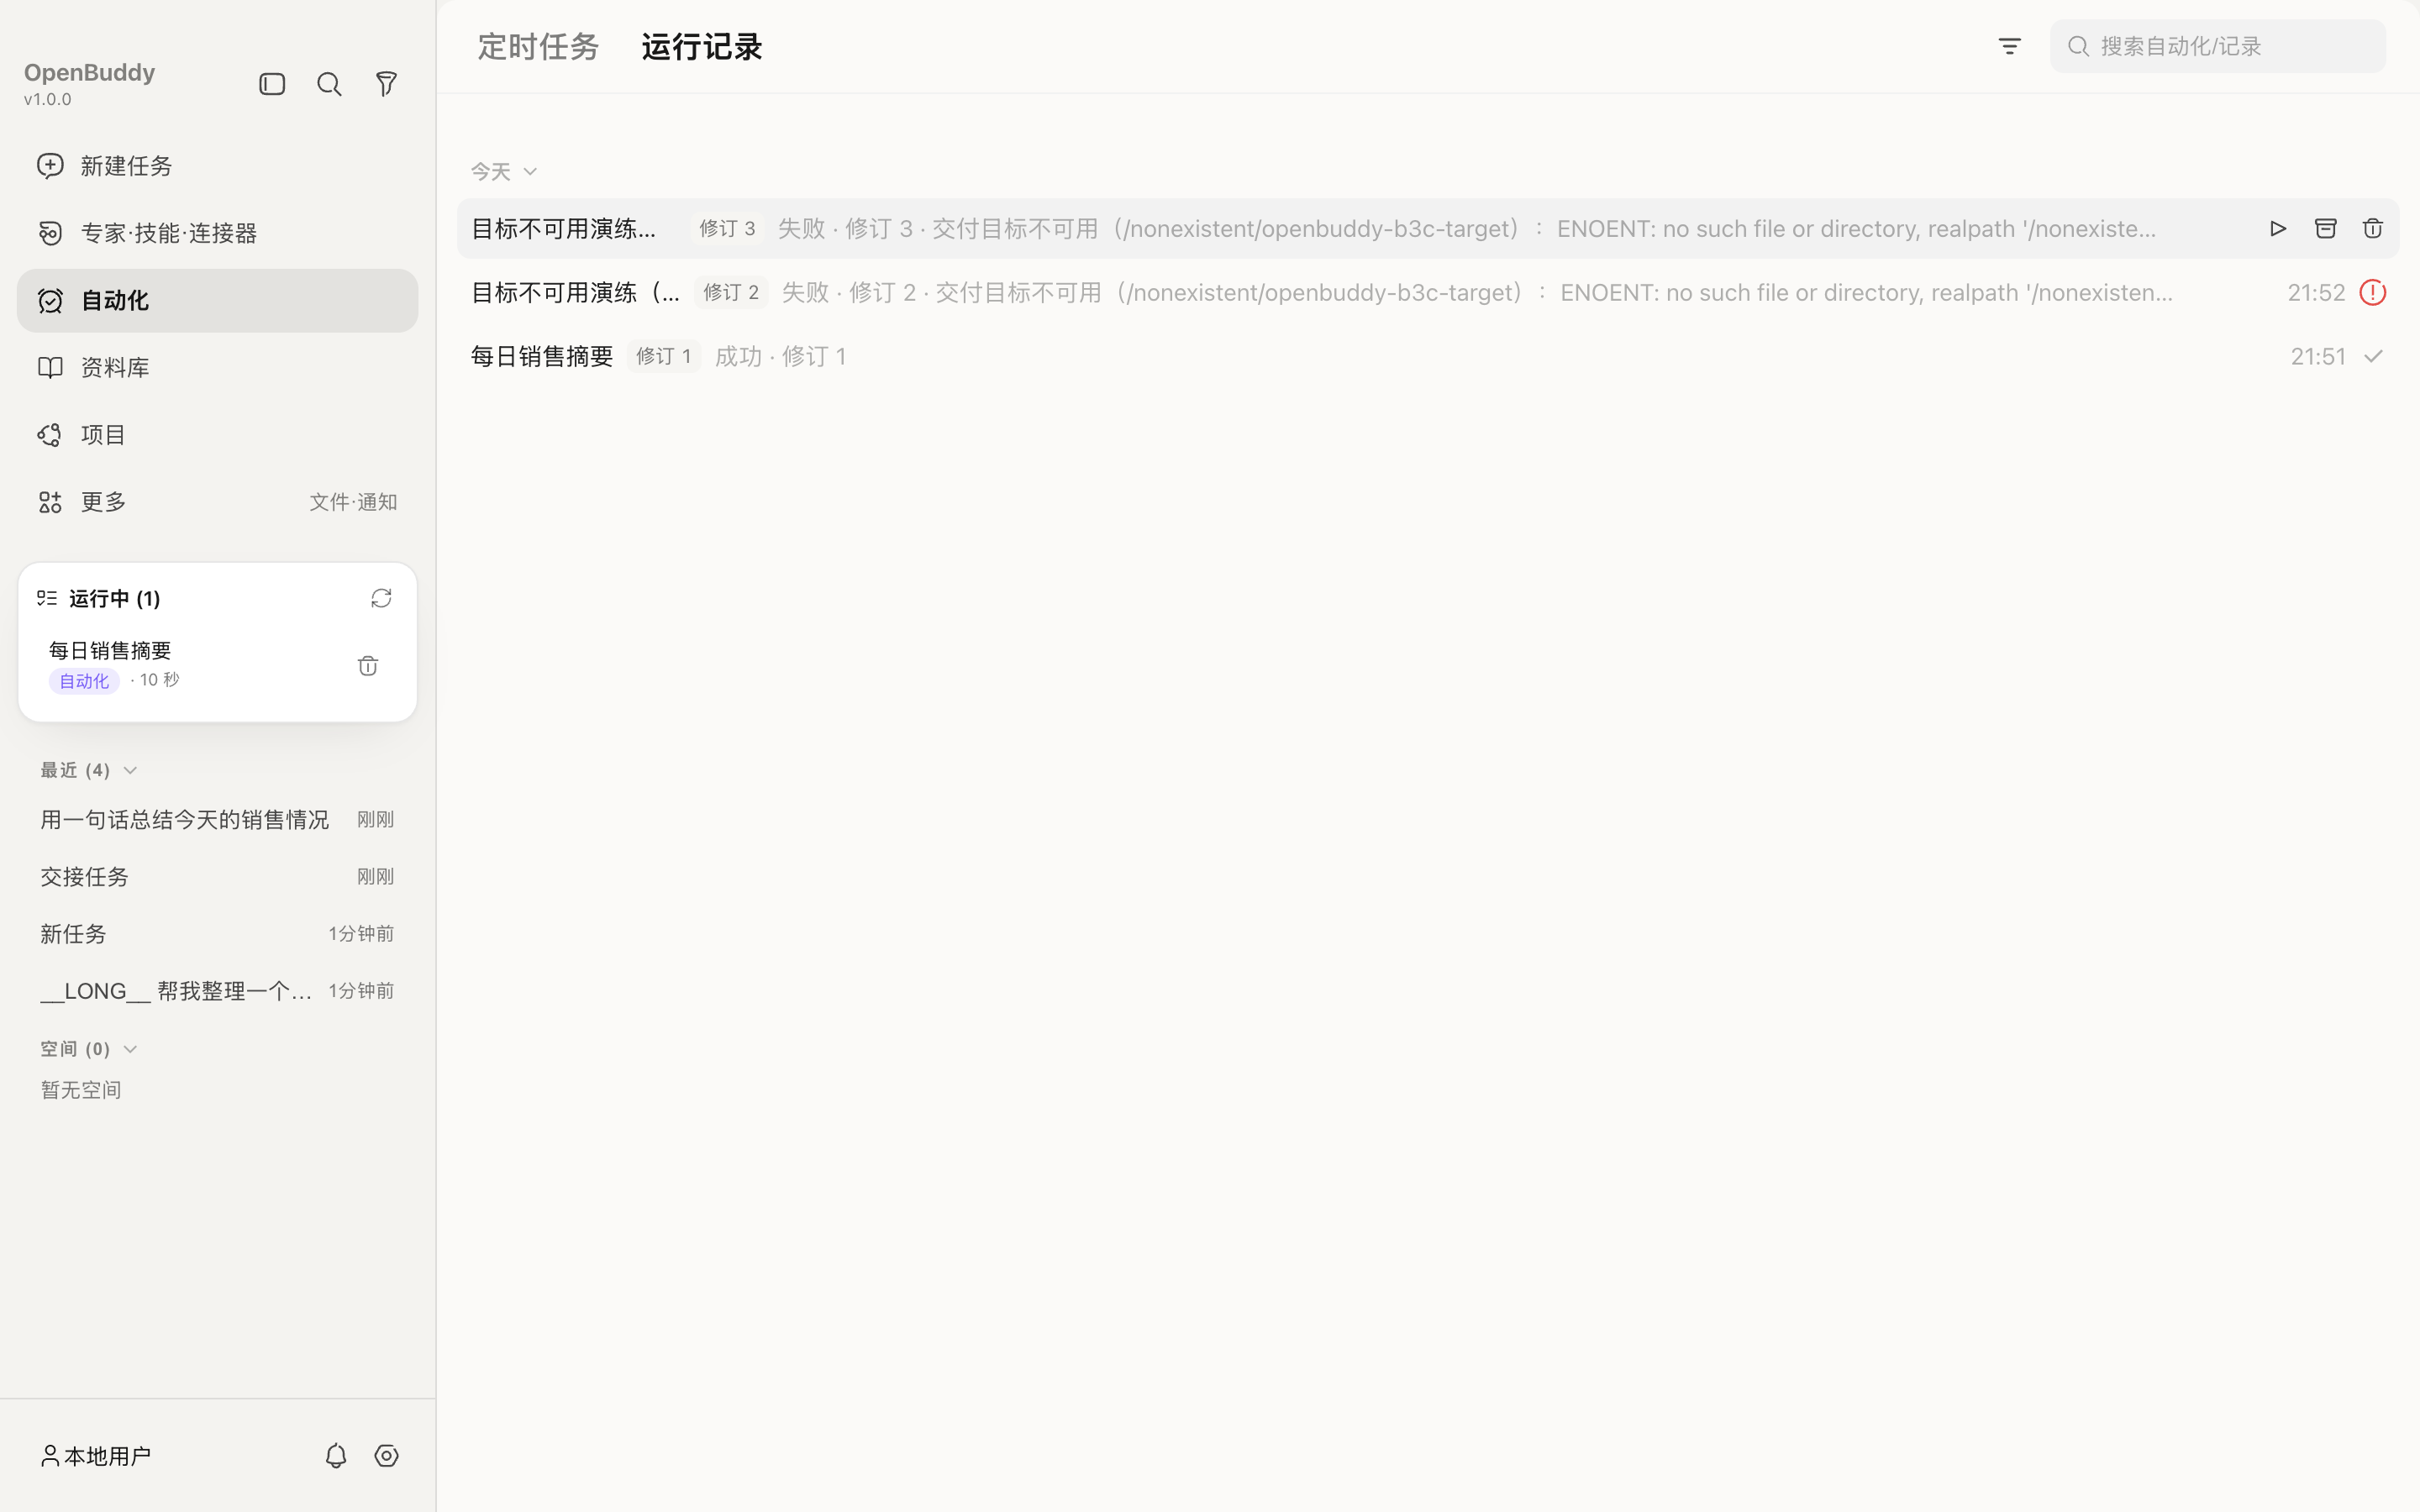 OpenBuddy
v1.0.0
新建任务
专家·技能·连接器
自动化
资料库
项目
更多 文件·通知
运行中 (1)
每日销售摘要
自动化 · 10 秒
最近 (4)
用一句话总结今天的销售情况 刚刚
交接任务 刚刚
新任务 1分钟前
__LONG__ 帮我整理一个... 1分钟前
空间 (0)
暂无空间
本地用户
定时任务 运行记录 搜索自动化/记录
今天
目标不可用演练... 修订 3 失败 · 修订 3 · 交付目标不可用（/nonexistent/openbuddy-b3c-target）：ENOENT: no such file or directory, realpath '/nonexiste...
目标不可用演练（... 修订 2 失败 · 修订 2 · 交付目标不可用（/nonexistent/openbuddy-b3c-target）：ENOENT: no such file or directory, realpath '/nonexisten... 21:52
每日销售摘要 修订 1 成功 · 修订 1 21:51